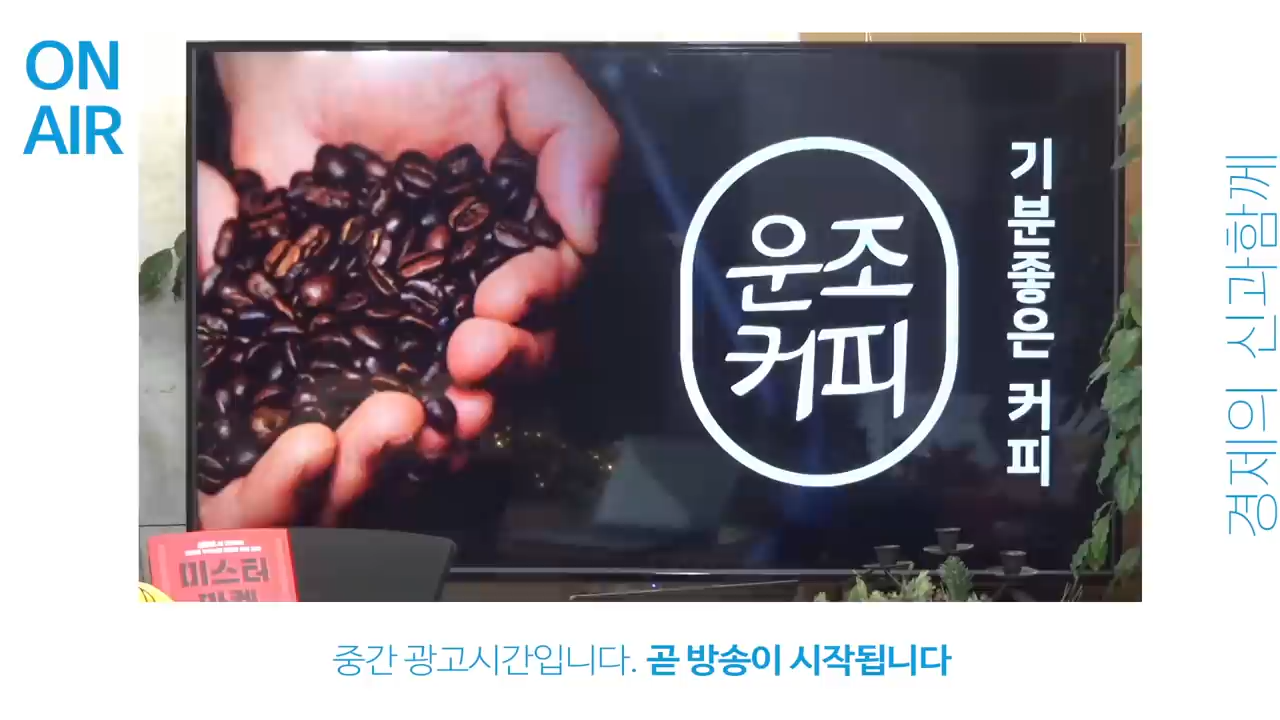 ON
AIR
운조
커피
기분좋은 커피
미스터
경제의 신과함께
중간 광고시간입니다. 곧 방송이 시작됩니다